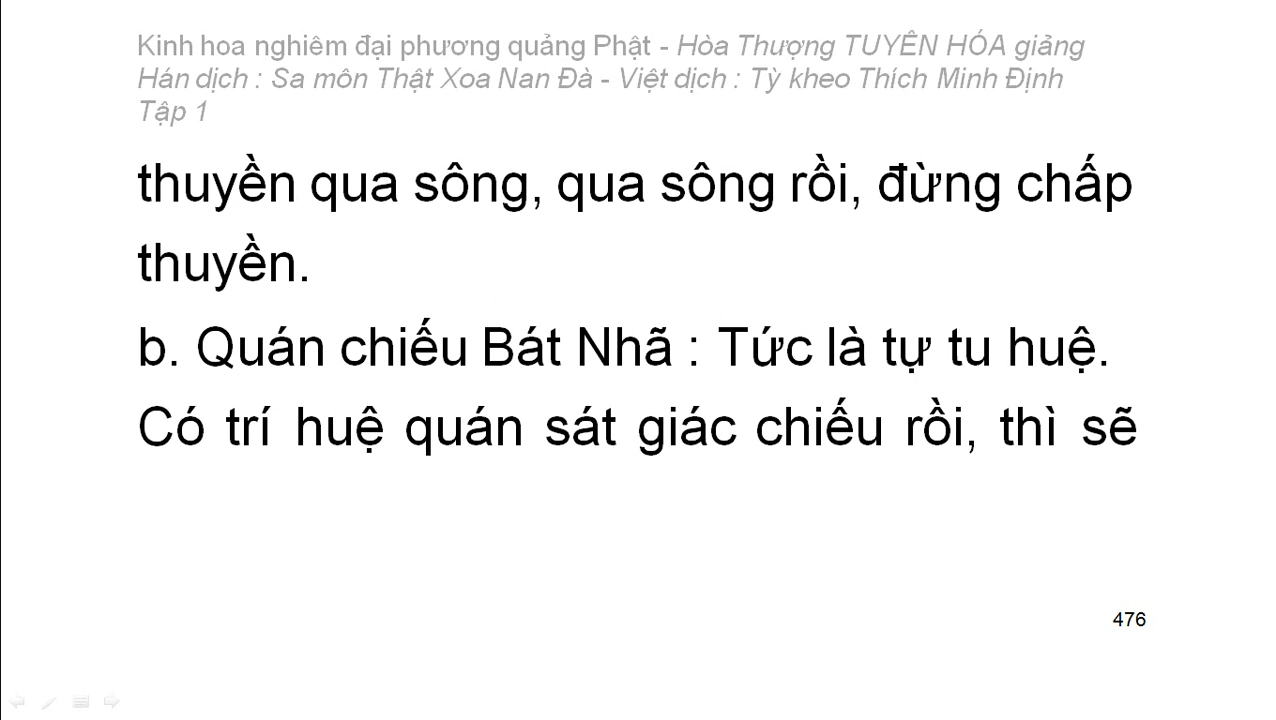 Kinh hoa nghiêm đại phương quảng Phật - Hòa Thượng TUYÊN HÓA giảng
Hán dịch : Sa môn Thật Xoa Nan Đà - Việt dịch : Tỳ kheo Thích Minh Định
Tập 1
thuyền qua sông, qua sông rồi, đừng chấp
thuyền.
b. Quán chiếu Bát Nhã : Tức là tự tu huệ.
Có trí huệ quán sát giác chiếu rồi, thì sẽ
476